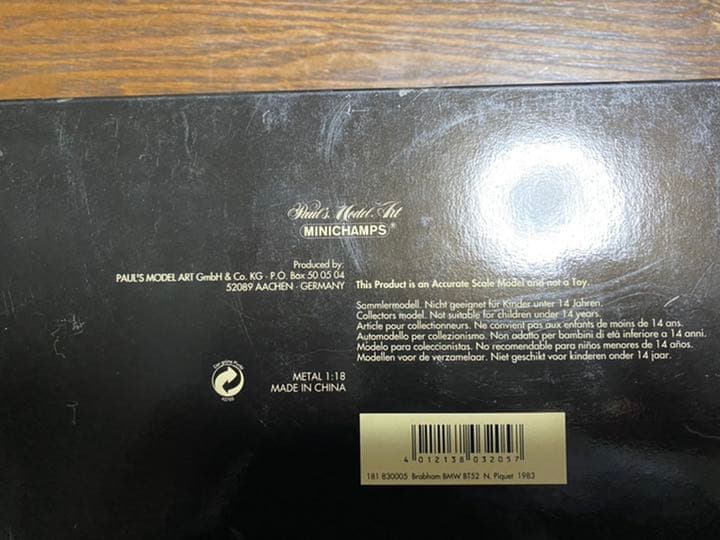 Paul's Model Art
MINICHAMPS®
Produced by:
PAUL'S MODEL ART GmbH & Co. KG · P.O. Box 50 05 04
52089 AACHEN · GERMANY
This Product is an Accurate Scale Model and not a Toy.
Sammlermodell. Nicht geeignet für Kinder unter 14 Jahren.
Collectors model. Not suitable for children under 14 years.
Article pour collectionneurs. Ne convient pas aux enfants de moins de 14 ans.
Automodello per collezionismo. Non adatto per bambini di età inferiore a 14 anni.
Modelo para coleccionistas. No recomendable para niños menores de 14 años.
Modellen voor de verzamelaar. Niet geschikt voor kinderen onder 14 jaar.
Der Grüne Punkt
METAL 1:18
MADE IN CHINA
4 012138 032057
181 830005 Brabham BMW BT52 N. Piquet 1983